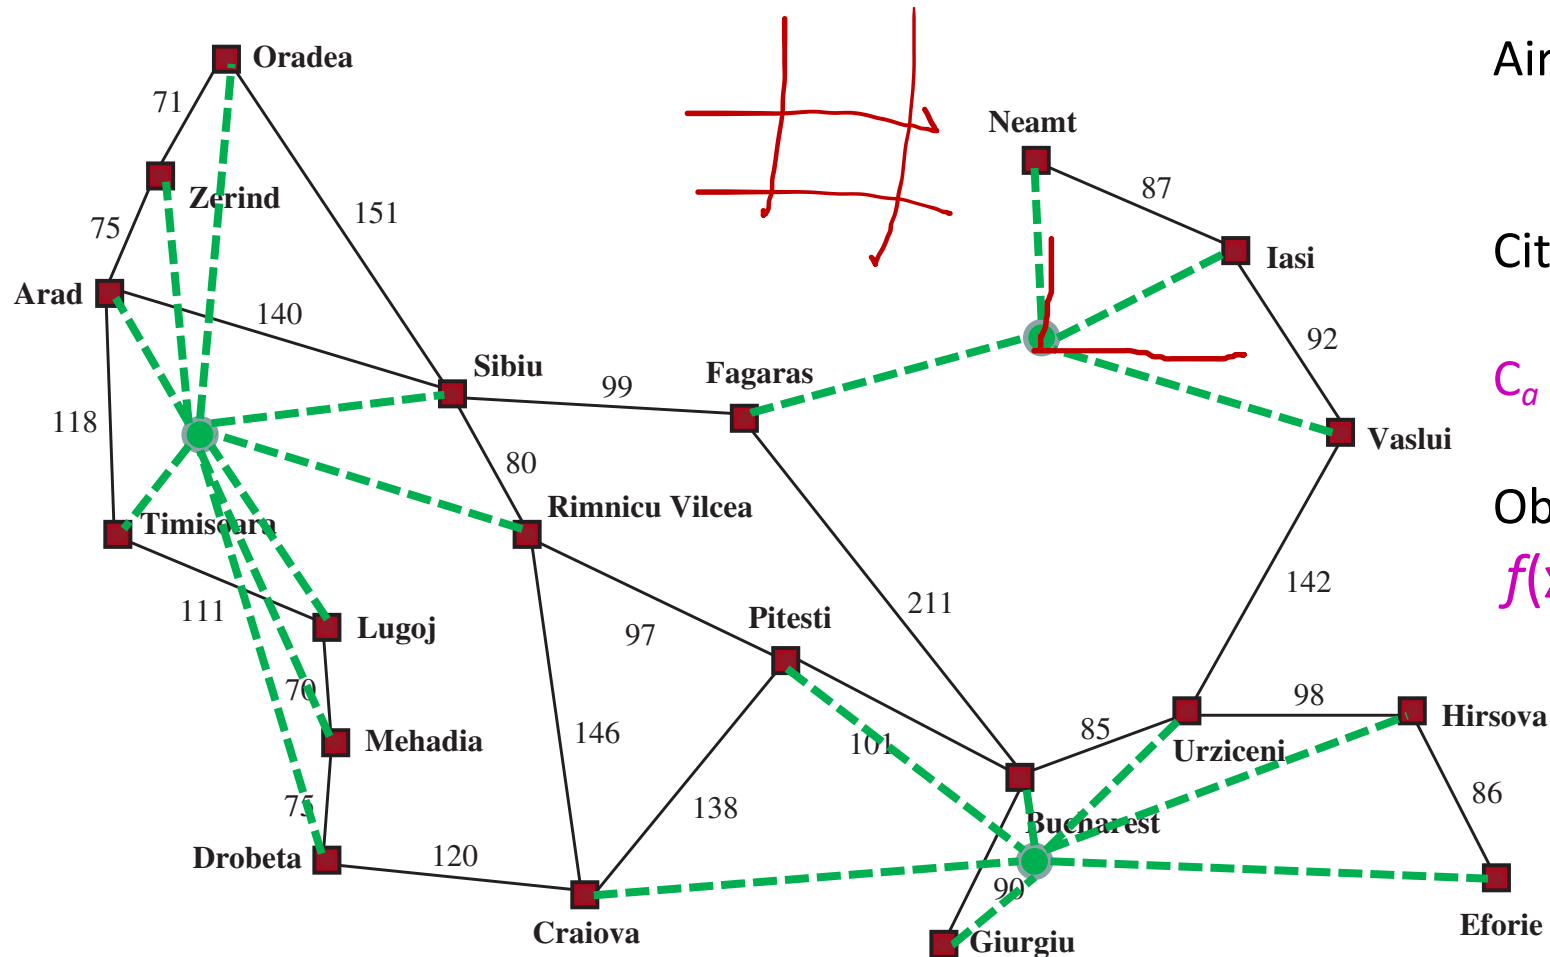 Oradea
71
Zerind
75
151
Arad
140
118
Sibiu
99
Fagaras
80
Rimnicu Vilcea
Timisoara
111
Lugoj
70
Mehadia
75
Drobeta
120
Craiova
146
97
Pitesti
138
101
211
Neamt
87
Iasi
92
Vaslui
142
85
Urziceni
98
Hirsova
86
Eforie
Bucharest
90
Giurgiu
Air
Cit
Ca
Ob
f(x